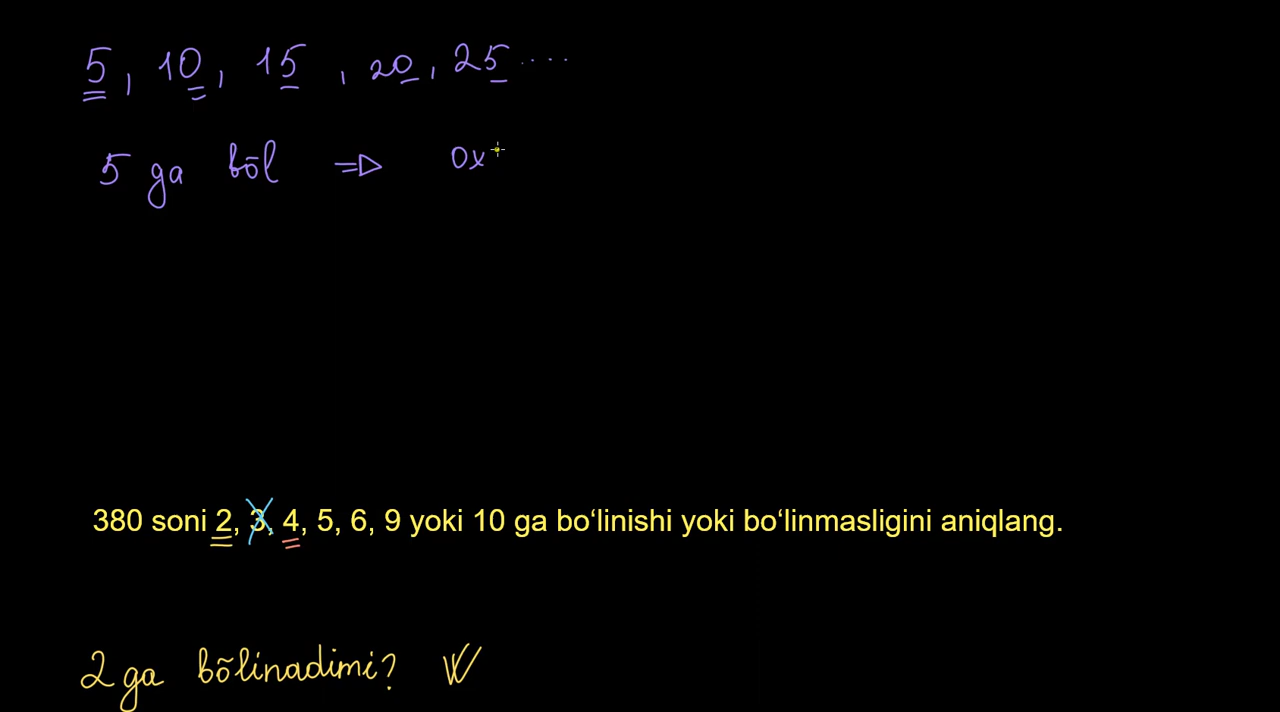 5, 10, 15, 20, 25 ....
5 ga bōl => ox
380 soni 2, 3, 4, 5, 6, 9 yoki 10 ga bo‘linishi yoki bo‘linmasligini aniqlang.
2 ga bōlinadimi?